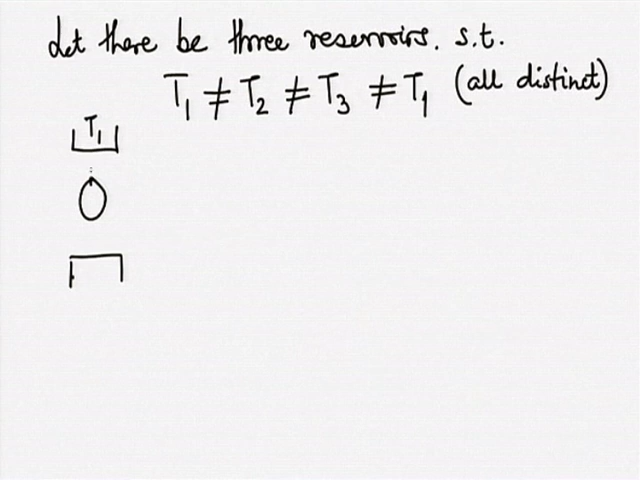 Let there be three reservoirs. s.t.
T₁ ≠ T₂ ≠ T₃ ≠ T₁ (all distinct)
T₁